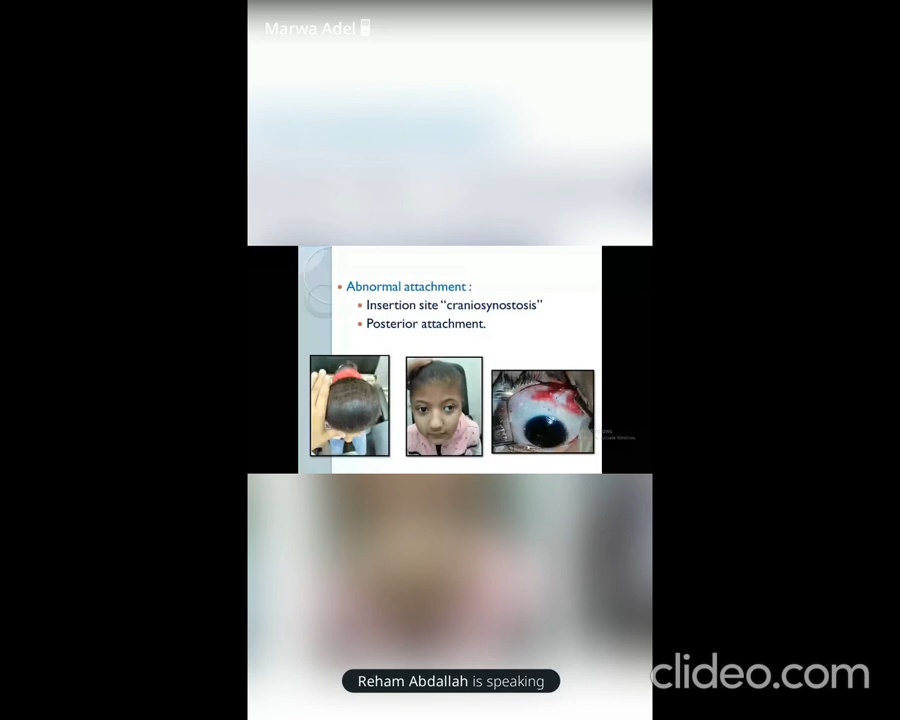 Marwa Adel
Abnormal attachment :
Insertion site “craniosynostosis”
Posterior attachment.
Reham Abdallah is speaking
clideo.com